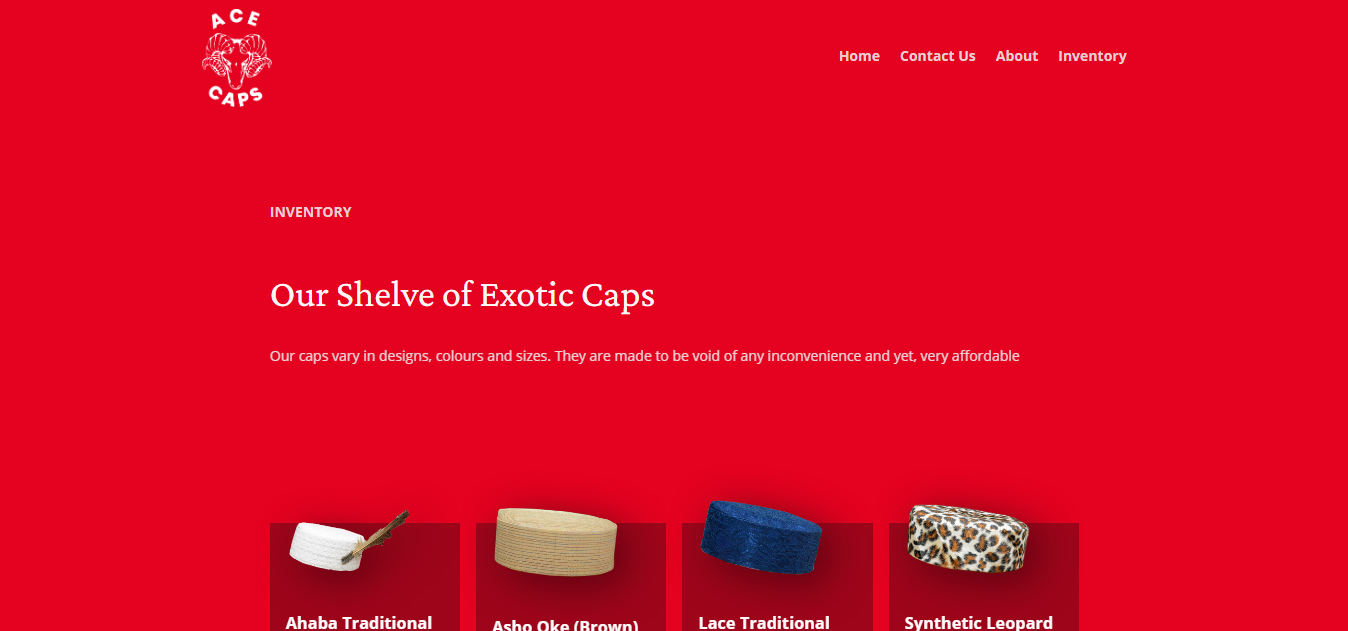 ACE
CAPS
Home Contact Us About Inventory
INVENTORY
Our Shelve of Exotic Caps
Our caps vary in designs, colours and sizes. They are made to be void of any inconvenience and yet, very affordable
Ahaba Traditional
Asho Oke (Brown)
Lace Traditional
Synthetic Leopard